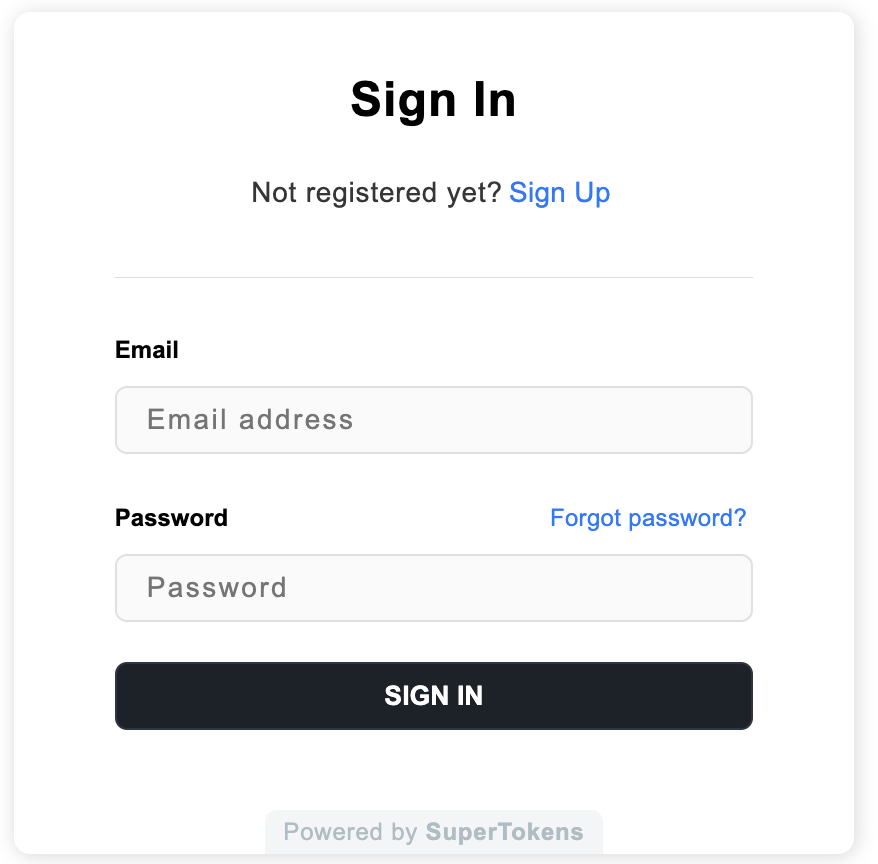 Sign In
Not registered yet? Sign Up
Email
Email address
Password Forgot password?
Password
SIGN IN
Powered by SuperTokens